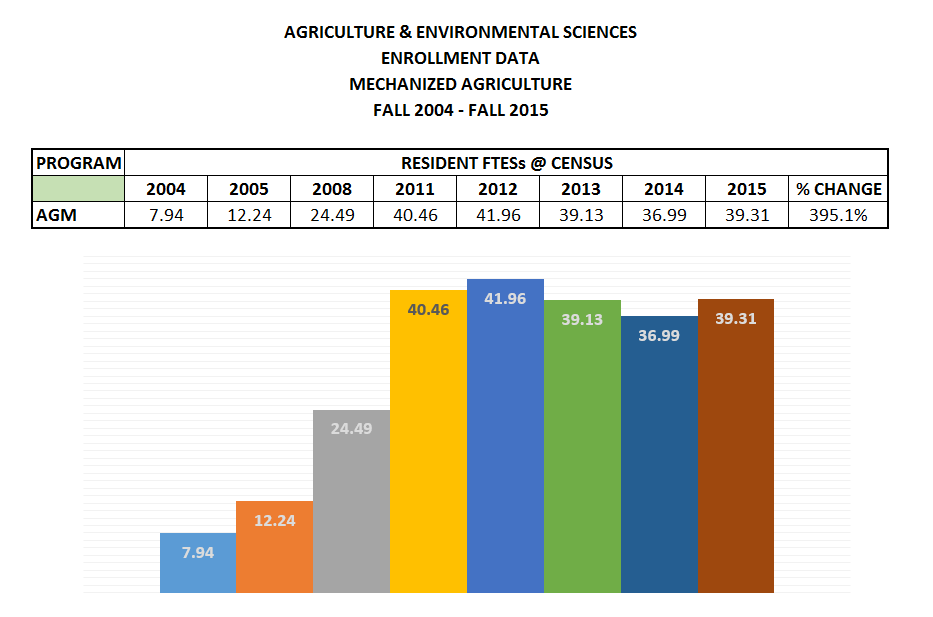 AGRICULTURE & ENVIRONMENTAL SCIENCES
ENROLLMENT DATA
MECHANIZED AGRICULTURE
FALL 2004 - FALL 2015
PROGRAM RESIDENT FTESs @ CENSUS
2004 2005 2008 2011 2012 2013 2014 2015 % CHANGE
AGM 7.94 12.24 24.49 40.46 41.96 39.13 36.99 39.31 395.1%
7.94 12.24 24.49 40.46 41.96 39.13 36.99 39.31